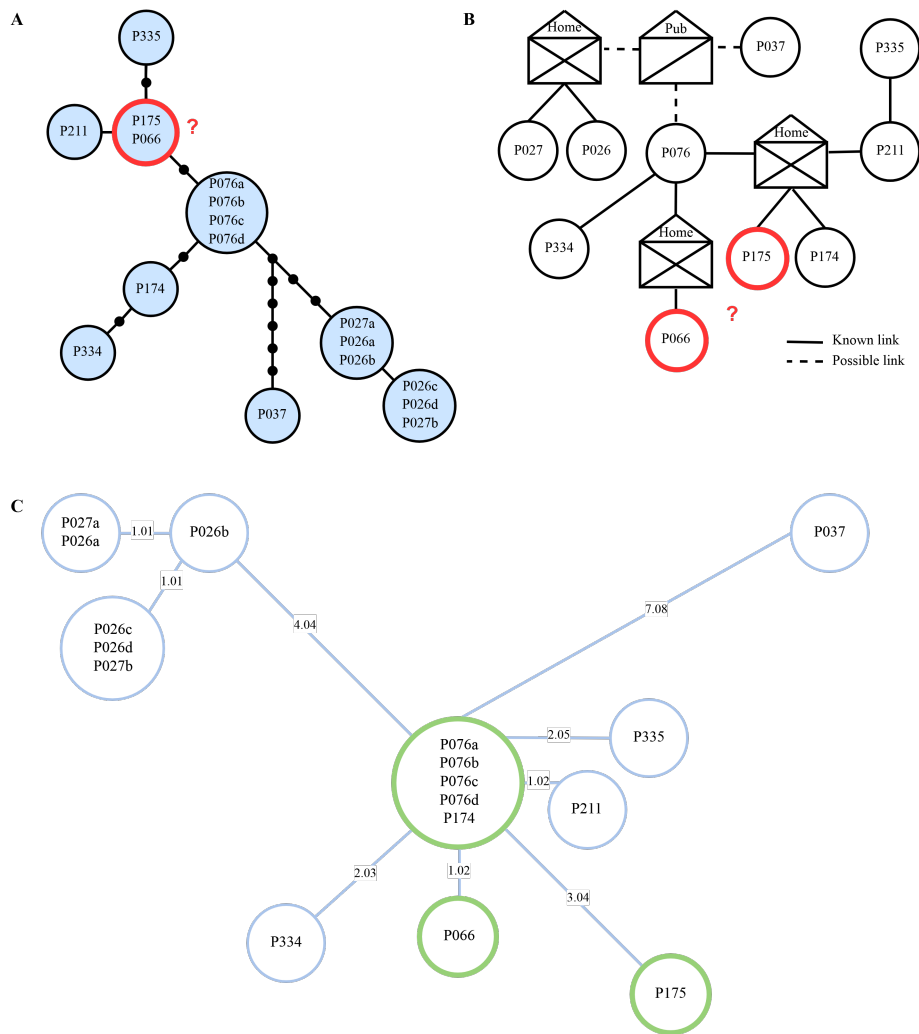 A
P335
P211
P175
P066
?
P076a
P076b
P076c
P076d
P174
P334
P027a
P026a
P026b
P026c
P026d
P027b
P037
B
Home
Pub
P037
P335
P027
P026
P076
Home
P211
P334
Home
P175
P174
P066
?
Known link
Possible link
C
P027a
P026a
1.01
P026b
1.01
P026c
P026d
P027b
4.04
7.08
P037
P076a
P076b
P076c
P076d
P174
2.05
P335
1.02
P211
2.03
P334
1.02
P066
3.04
P175